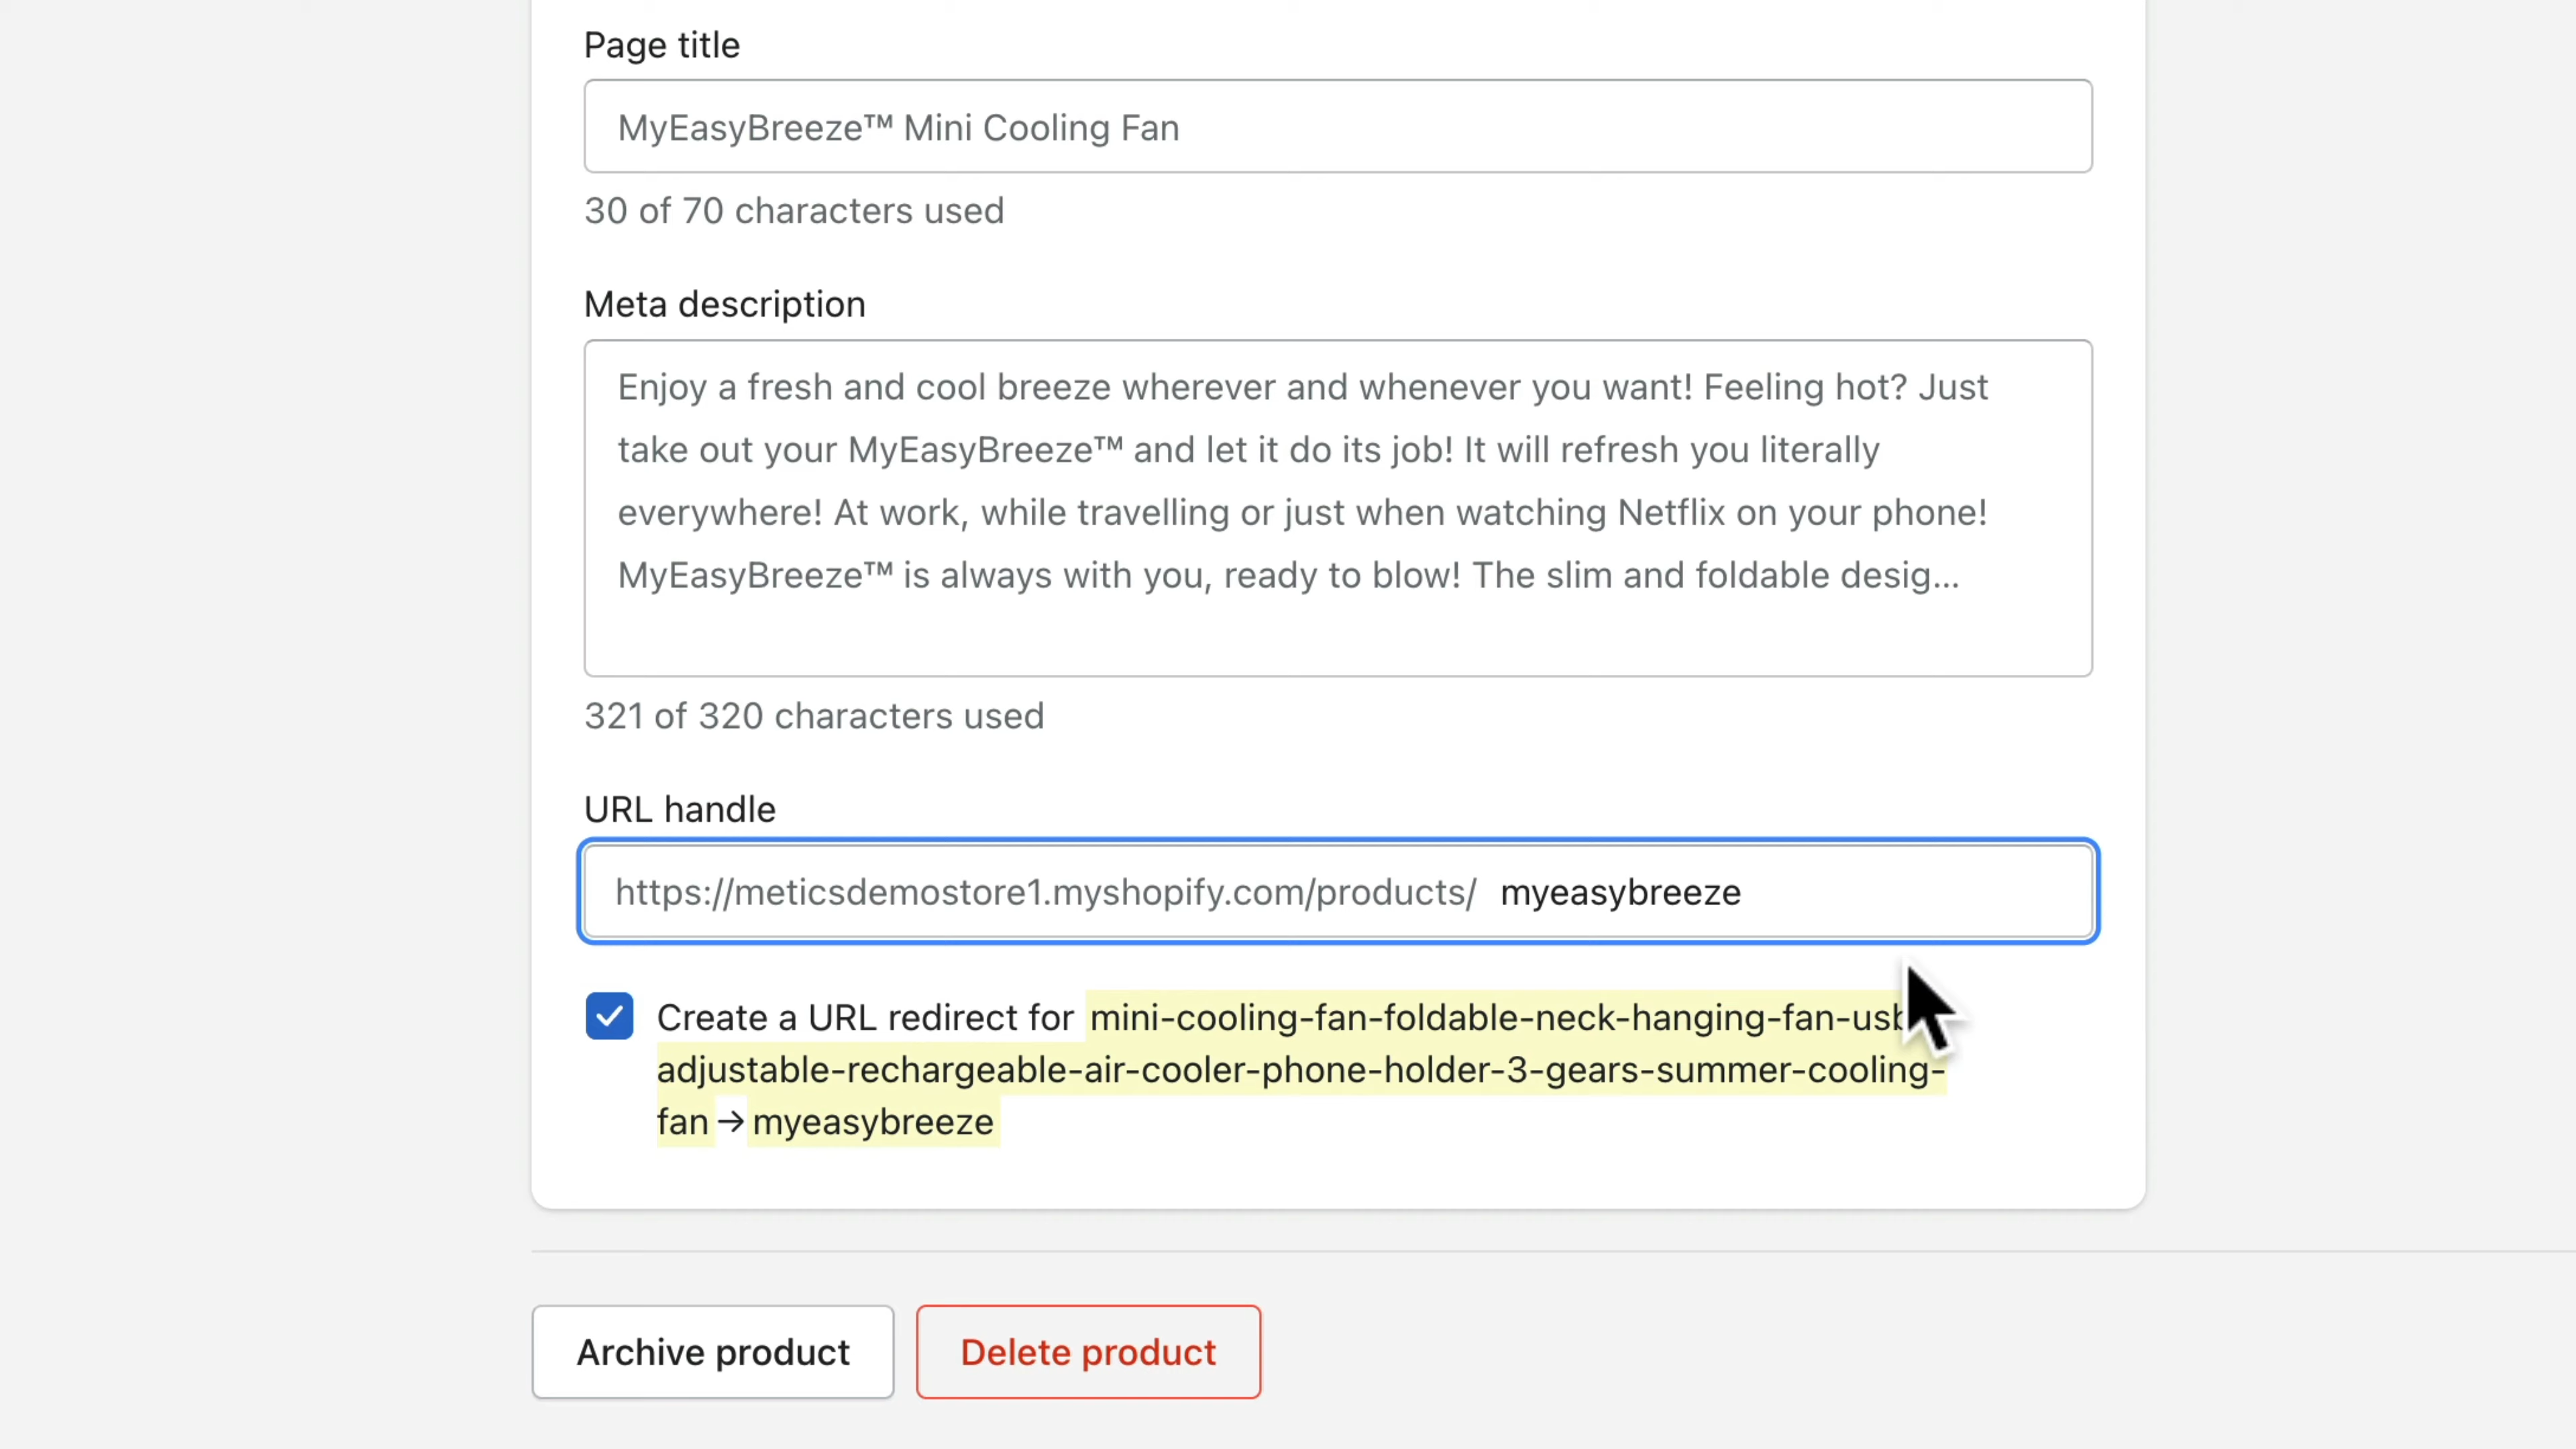 Page title
MyEasyBreeze™ Mini Cooling Fan
30 of 70 characters used
Meta description
Enjoy a fresh and cool breeze wherever and whenever you want! Feeling hot? Just
take out your MyEasyBreeze™ and let it do its job! It will refresh you literally
everywhere! At work, while travelling or just when watching Netflix on your phone!
MyEasyBreeze™ is always with you, ready to blow! The slim and foldable desig...
321 of 320 characters used
URL handle
https://meticsdemostore1.myshopify.com/products/ myeasybreeze
Create a URL redirect for mini-cooling-fan-foldable-neck-hanging-fan-usb
adjustable-rechargeable-air-cooler-phone-holder-3-gears-summer-cooling-
fan → myeasybreeze
Archive product
Delete product